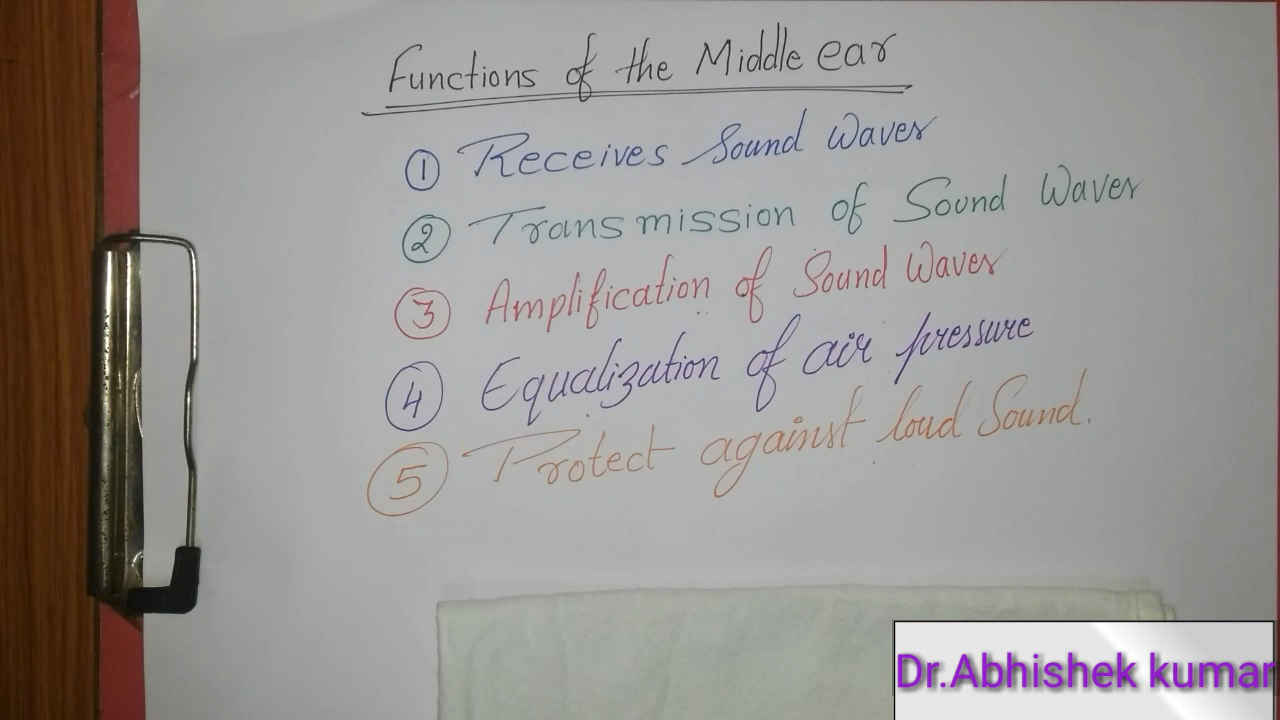 Functions of the Middle ear
① Receives Sound Waves
② Transmission of Sound Waves
③ Amplification of Sound Waves
④ Equalization of air pressure
⑤ Protect against loud Sound.
Dr.Abhishek kumar